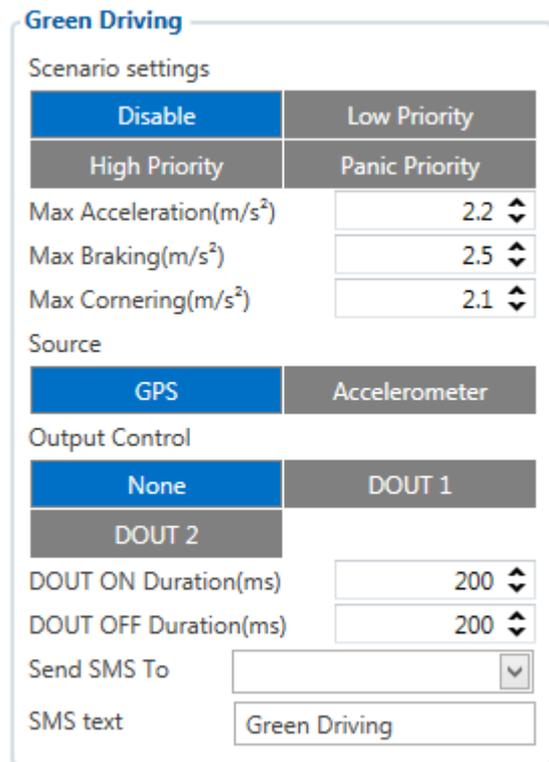 Green Driving
Scenario settings
Disable Low Priority
High Priority Panic Priority
Max Acceleration(m/s²) 2.2
Max Braking(m/s²) 2.5
Max Cornering(m/s²) 2.1
Source
GPS Accelerometer
Output Control
None DOUT 1
DOUT 2
DOUT ON Duration(ms) 200
DOUT OFF Duration(ms) 200
Send SMS To
SMS text Green Driving